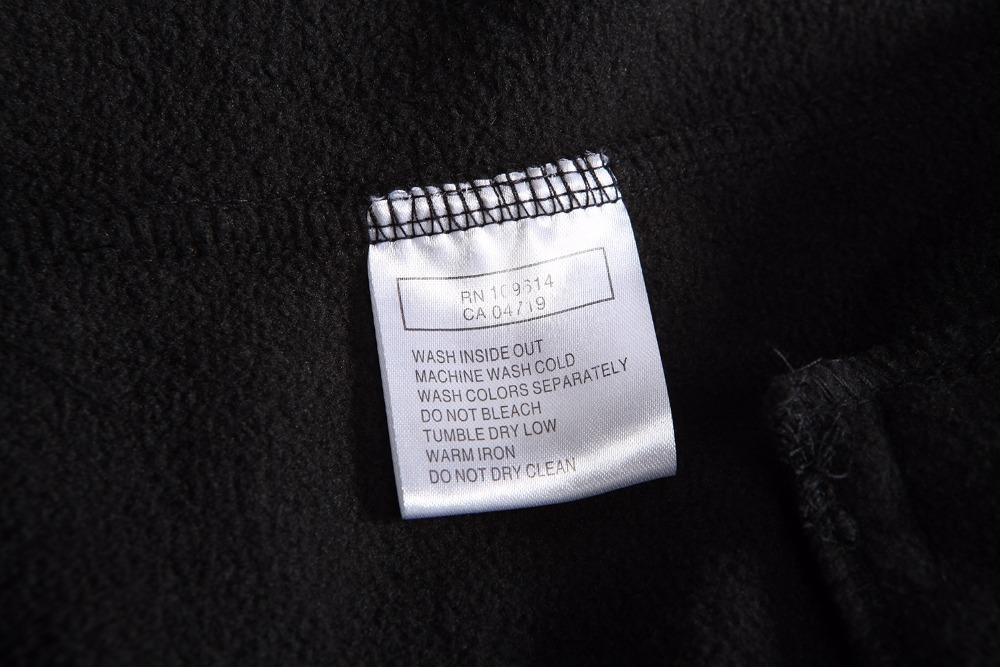 RN 109614
CA 04719
WASH INSIDE OUT
MACHINE WASH COLD
WASH COLORS SEPARATELY
DO NOT BLEACH
TUMBLE DRY LOW
WARM IRON
DO NOT DRY CLEAN